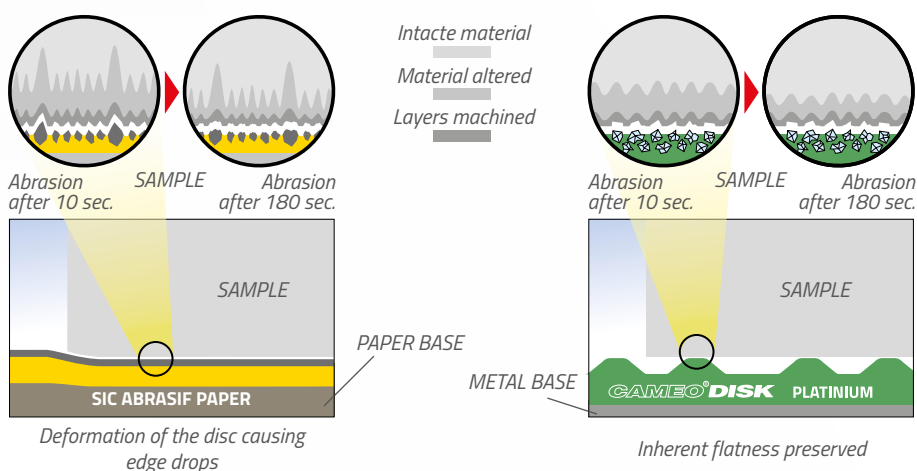 Intacte material
Material altered
Layers machined
Abrasion
after 10 sec.
SAMPLE
Abrasion
after 180 sec.
SAMPLE
PAPER BASE
SIC ABRASIF PAPER
Deformation of the disc causing
edge drops
Abrasion
after 10 sec.
SAMPLE
Abrasion
after 180 sec.
SAMPLE
METAL BASE
CAMEO® DISK PLATINIUM
Inherent flatness preserved